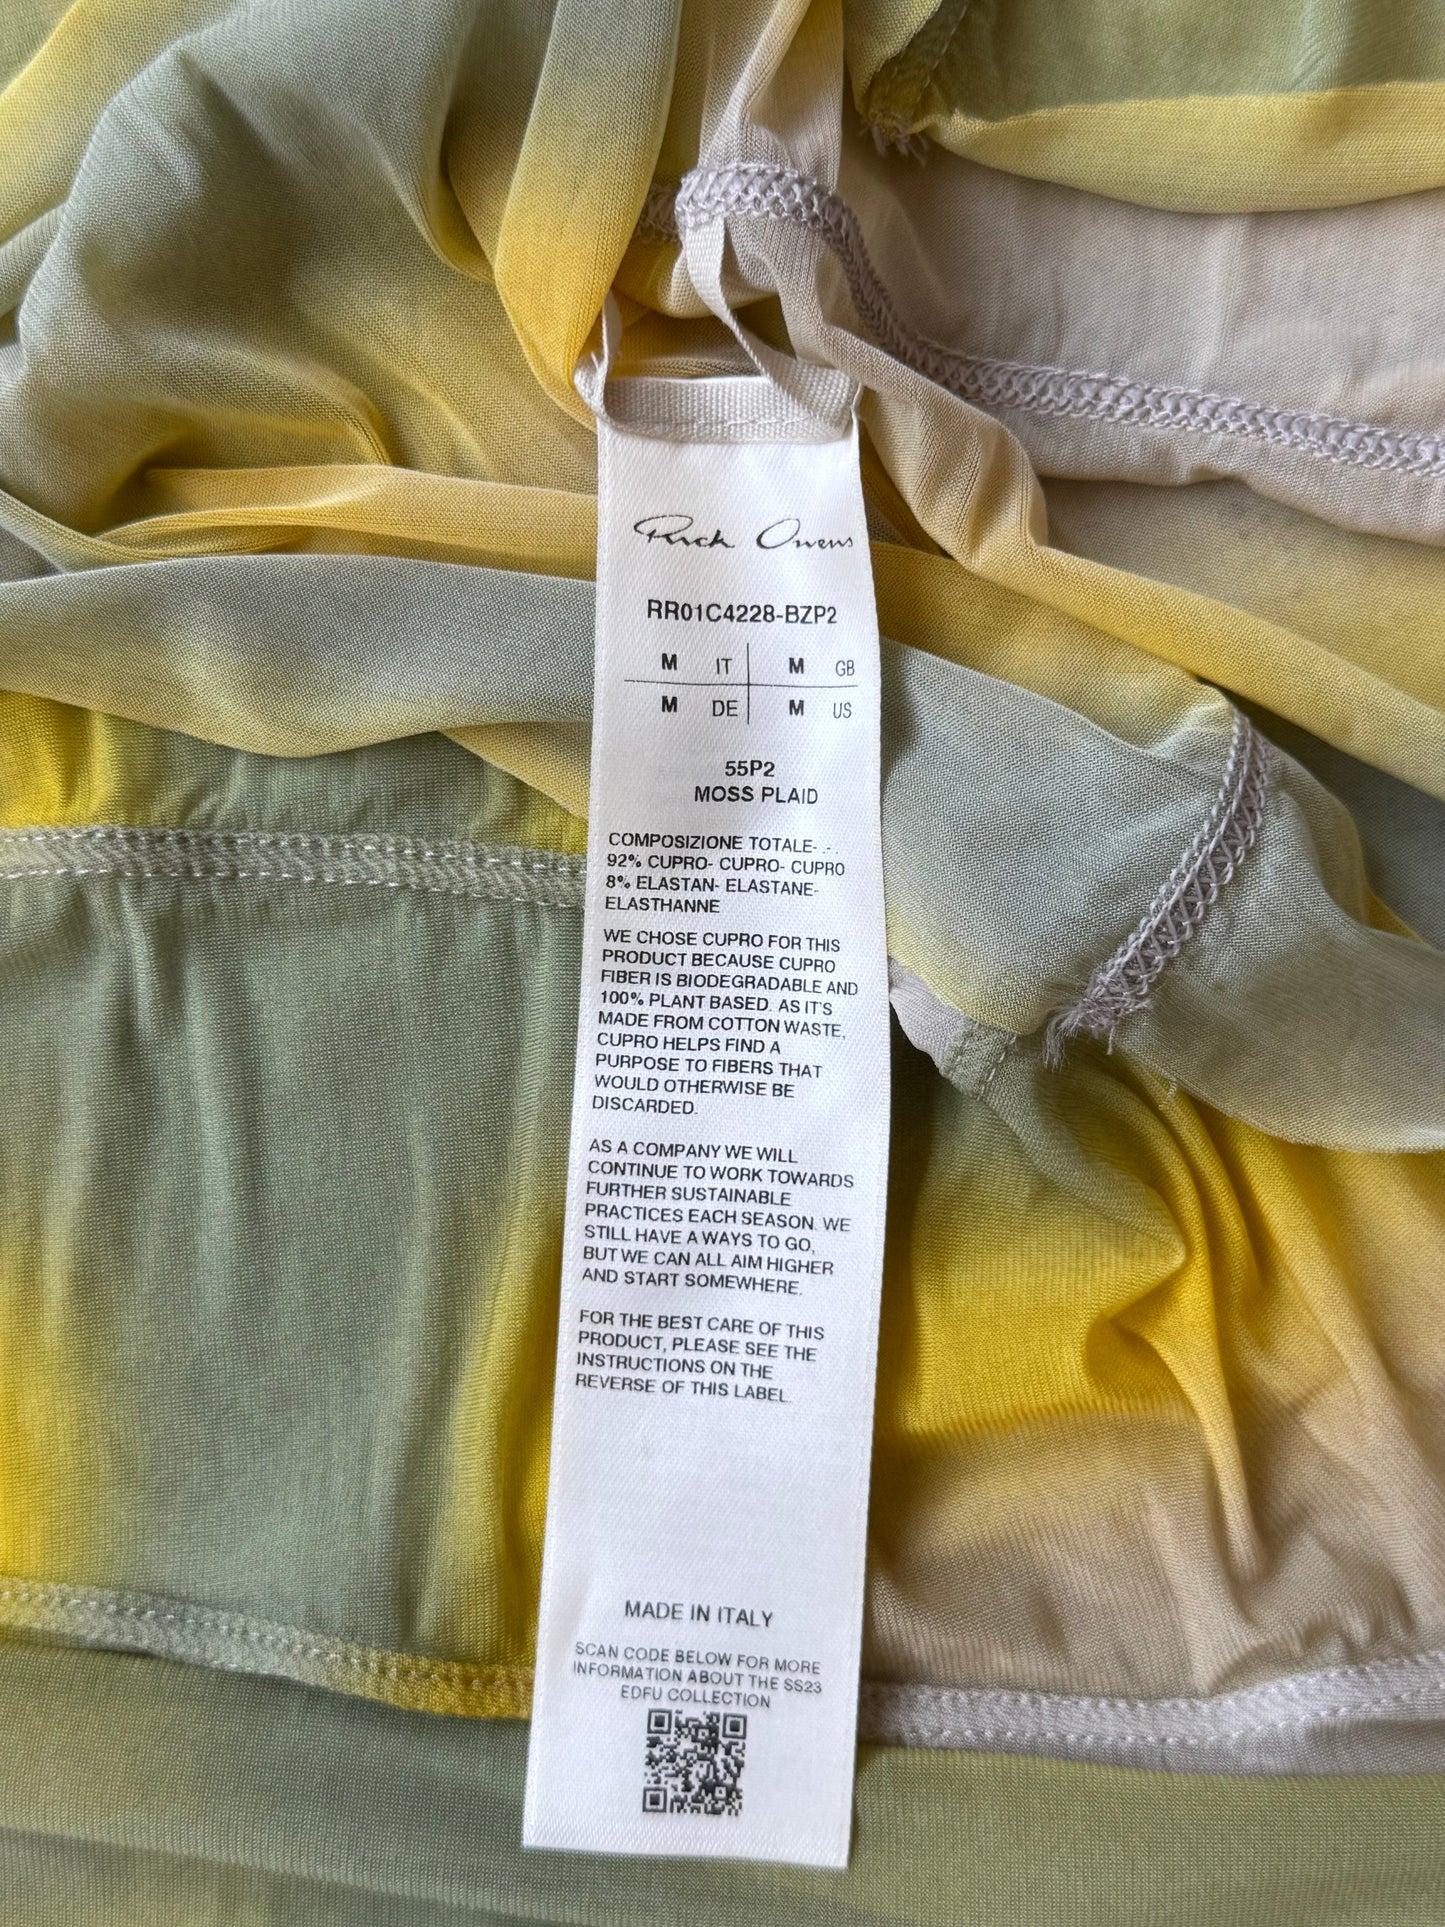 Rick Owens
RR01C4228-BZP2
M IT M GB
M DE M US
55P2
MOSS PLAID
COMPOSIZIONE TOTALE- .- .
92% CUPRO- CUPRO- CUPRO
8% ELASTAN- ELASTANE-
ELASTHANNE
WE CHOSE CUPRO FOR THIS
PRODUCT BECAUSE CUPRO
FIBER IS BIODEGRADABLE AND
100% PLANT BASED. AS IT'S
MADE FROM COTTON WASTE,
CUPRO HELPS FIND A
PURPOSE TO FIBERS THAT
WOULD OTHERWISE BE
DISCARDED.
AS A COMPANY WE WILL
CONTINUE TO WORK TOWARDS
FURTHER SUSTAINABLE
PRACTICES EACH SEASON. WE
STILL HAVE A WAYS TO GO,
BUT WE CAN ALL AIM HIGHER
AND START SOMEWHERE.
FOR THE BEST CARE OF THIS
PRODUCT, PLEASE SEE THE
INSTRUCTIONS ON THE
REVERSE OF THIS LABEL.
MADE IN ITALY
SCAN CODE BELOW FOR MORE
INFORMATION ABOUT THE SS23
EDFU COLLECTION